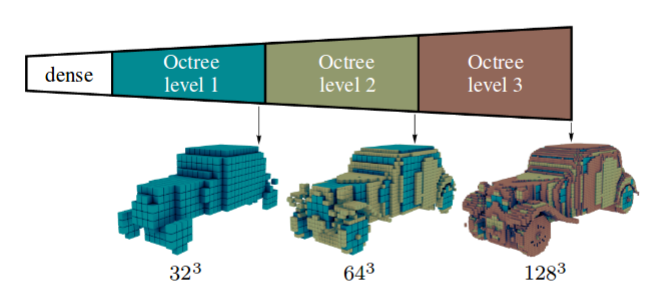 dense
Octree
level 1
Octree
level 2
Octree
level 3
32³
64³
128³